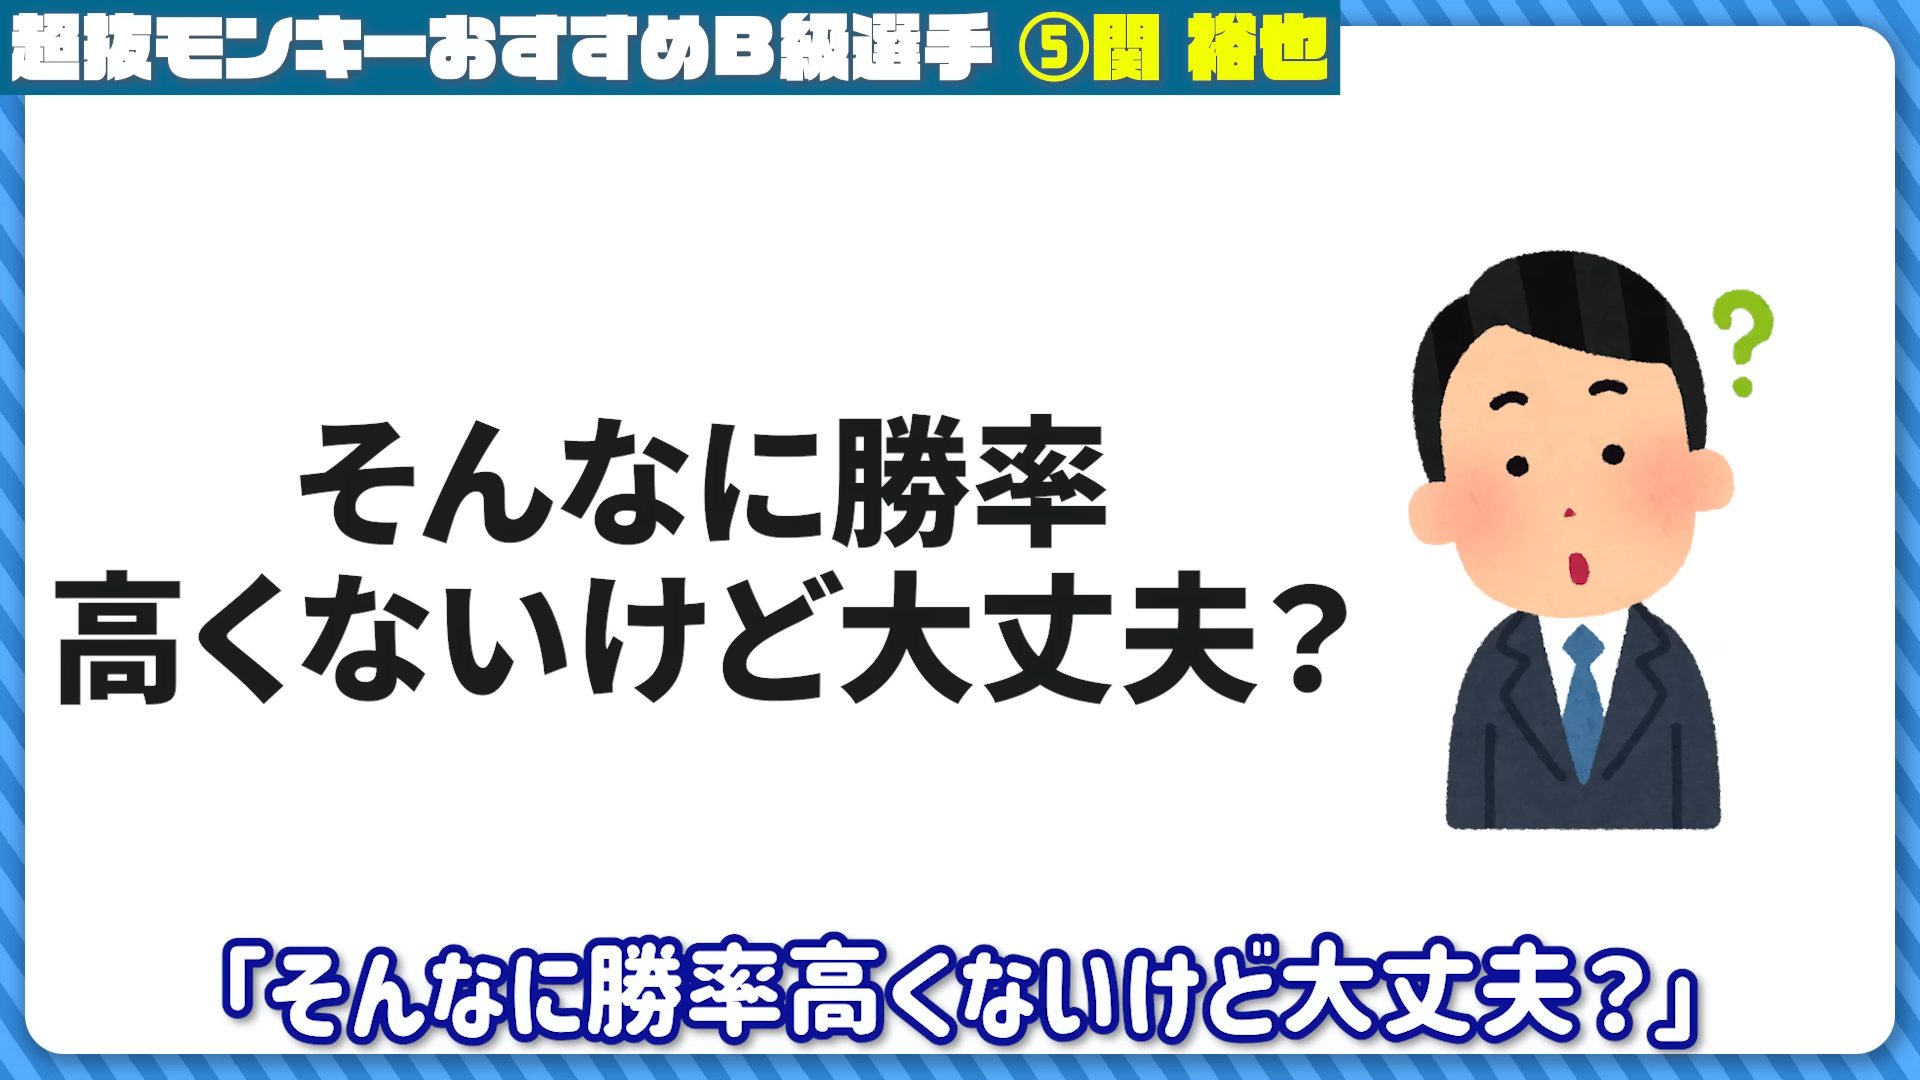 超抜モンキーおすすめB級選手 ⑤関 裕也
そんなに勝率
高くないけど大丈夫？
?
「そんなに勝率高くないけど大丈夫？」